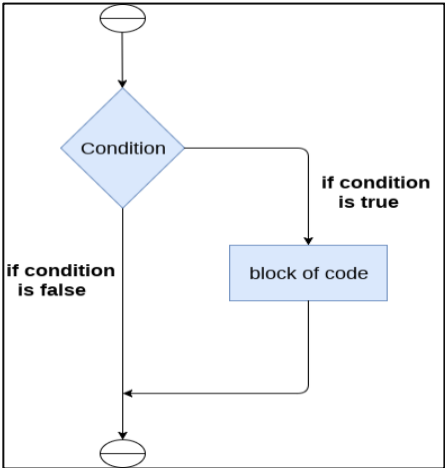 Condition
if condition
is true
block of code
if condition
is false